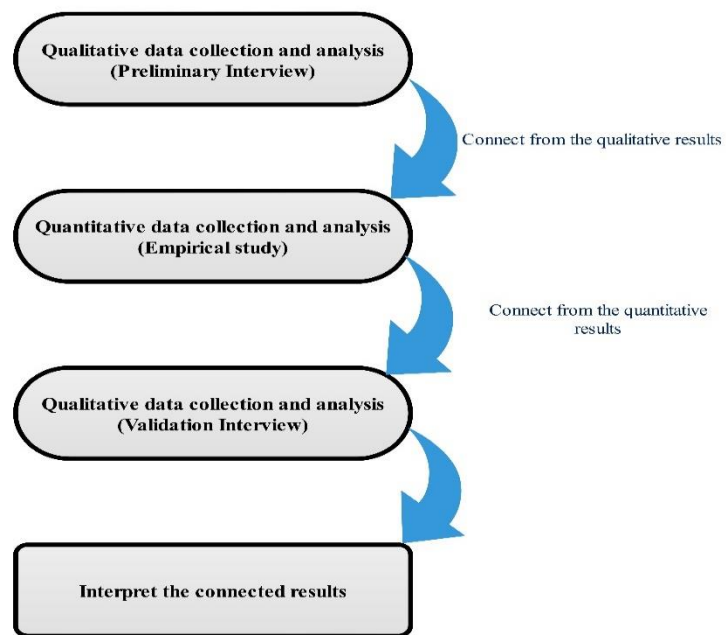 Qualitative data collection and analysis
(Preliminary Interview)
Connect from the qualitative results
Quantitative data collection and analysis
(Empirical study)
Connect from the quantitative
results
Qualitative data collection and analysis
(Validation Interview)
Interpret the connected results